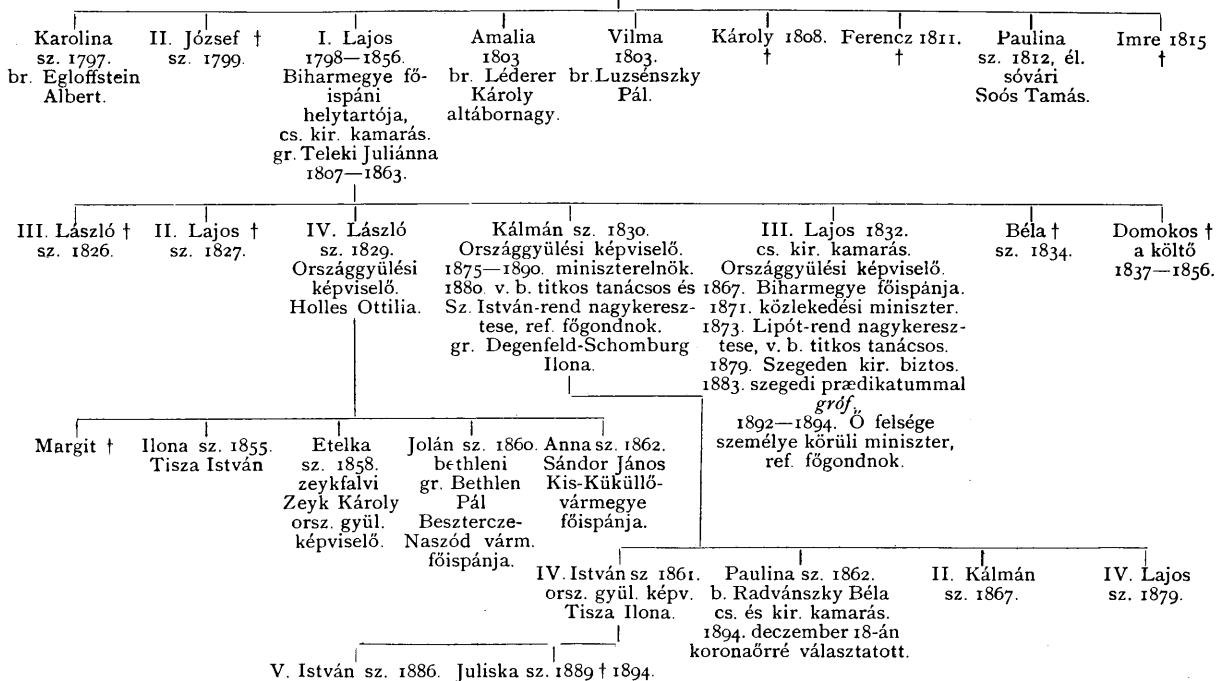 Karolina
sz. 1797.
br. Egloffstein
Albert.
II. József †
sz. 1799.
I. Lajos
1798—1856.
Biharmegye fő-
ispáni
helytartója,
cs. kir. kamarás.
gr. Teleki Juliánna
1807—1863.
Amalia
1803
br. Léderer
Károly
altábornagy.
Vilma
1803.
br. Luzsénszky
Pál.
Károly 1808.
†
Ferencz 1811.
†
Paulina
sz. 1812, él.
sóvári
Soós Tamás.
Imre 1815
†
III. László †
sz. 1826.
II. Lajos †
sz. 1827.
IV. László
sz. 1829.
Országgyülési
képviselő.
Holles Ottilia.
Kálmán sz. 1830.
Országgyülési képviselő.
1875—1890. miniszterelnök.
1880. v. b. titkos tanácsos és
Sz. István-rend nagykeresz-
tese, ref. főgondnok.
gr. Degenfeld-Schomburg
Ilona.
III. Lajos 1832.
cs. kir. kamarás.
Országgyülési képviselő.
1867. Biharmegye főispánja.
1871. közlekedési miniszter.
1873. Lipót-rend nagykeresz-
tese, v. b. titkos tanácsos.
1879. Szegeden kir. biztos.
1883. szegedi prædikatummal
gróf,
1892—1894. Ő felsége
személye körüli miniszter,
ref. főgondnok.
Béla †
sz. 1834.
Domokos †
a költő
1837—1856.
Margit †
Ilona sz. 1855.
Tisza István
Etelka
sz. 1858.
zeykfalvi
Zeyk Károly
orsz. gyül.
képviselő.
Jolán sz. 1860.
bethleni
gr. Bethlen
Pál
Besztercze-
Naszód várm.
főispánja.
Anna sz. 1862.
Sándor János
Kis-Küküllő-
vármegye
főispánja.
IV. István sz 1861.
orsz. gyül. képv.
Tisza Ilona.
Paulina sz. 1862.
b. Radvánszky Béla
cs. és kir. kamarás.
1894. deczember 18-án
koronaőrré választatott.
II. Kálmán
sz. 1867.
IV. Lajos
sz. 1879.
V. István sz. 1886.
Juliska sz. 1889 † 1894.